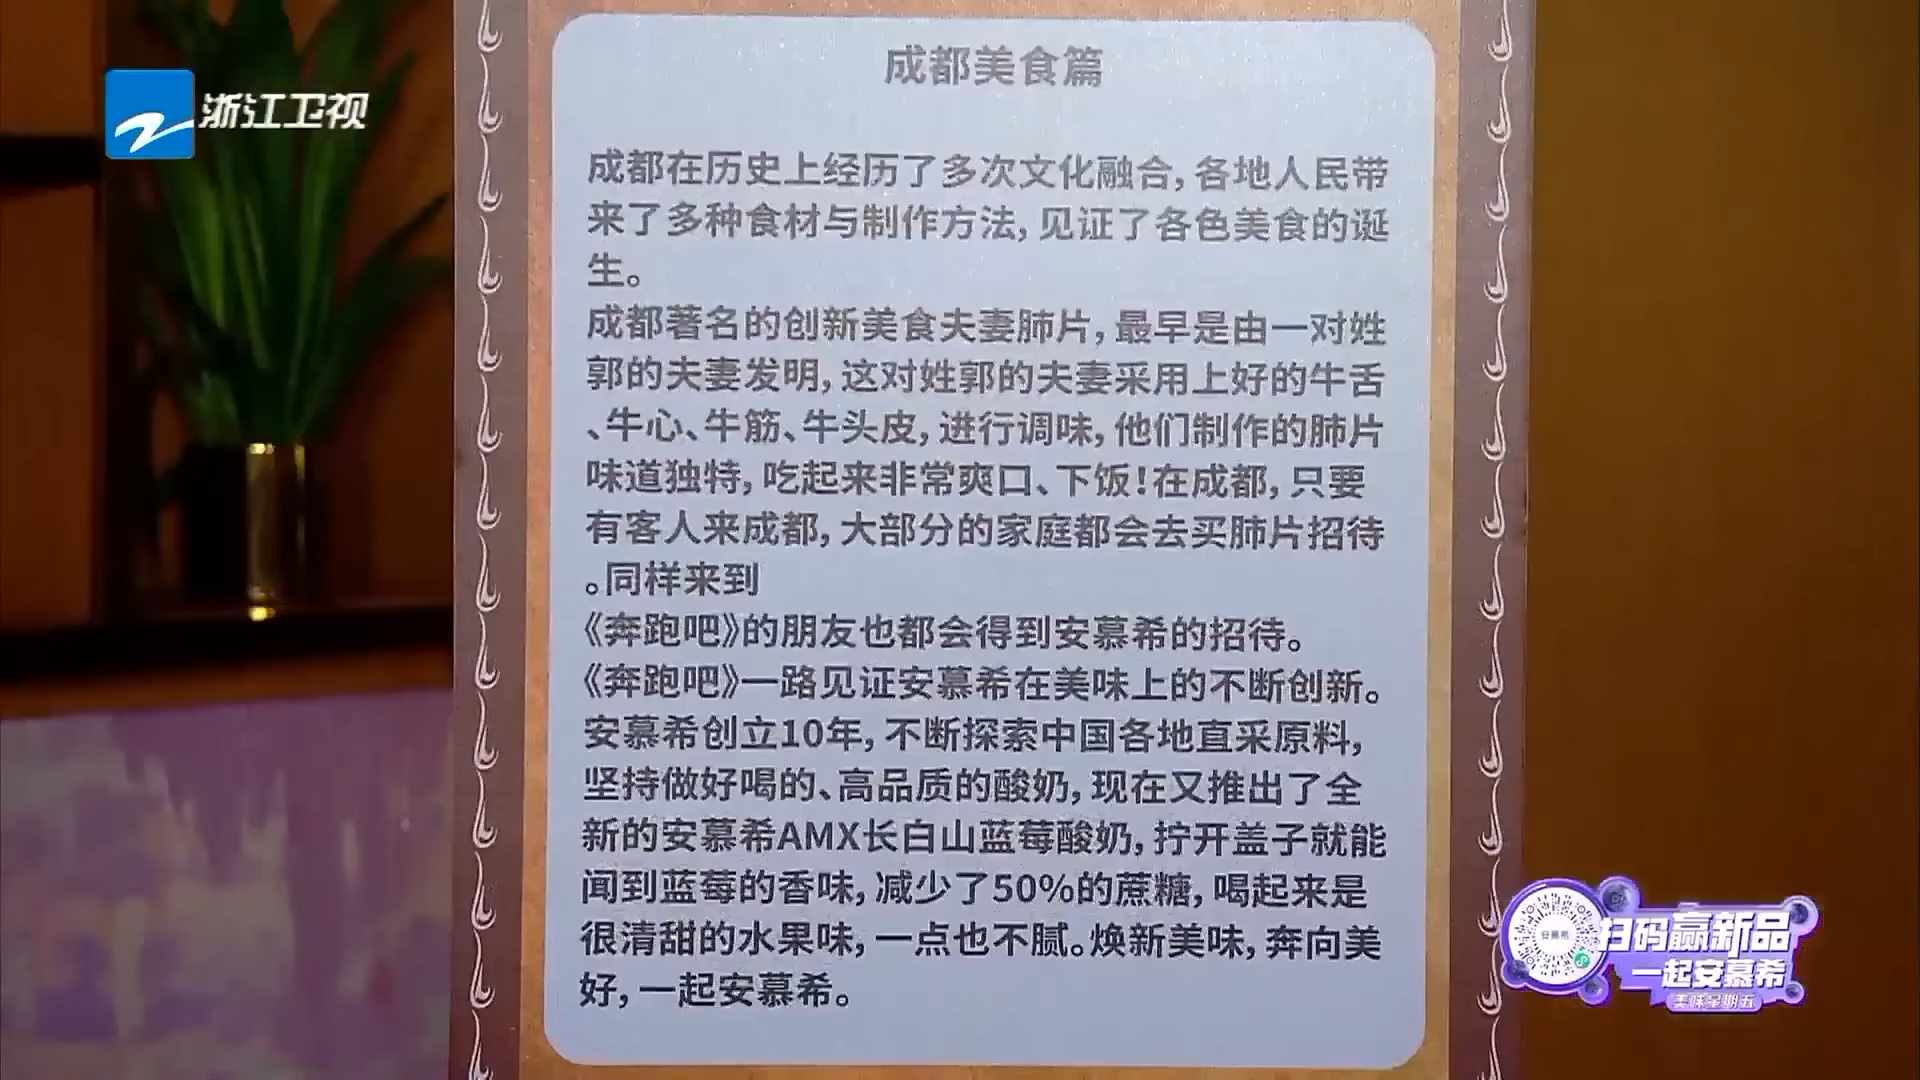 成都美食篇
浙江卫视
成都在历史上经历了多次文化融合,各地人民带
来了多种食材与制作方法,见证了各色美食的诞
生。
成都著名的创新美食夫妻肺片,最早是由一对姓
郭的夫妻发明,这对姓郭的夫妻采用上好的牛舌
、牛心、牛筋、牛头皮,进行调味,他们制作的肺片
味道独特,吃起来非常爽口、下饭!在成都,只要
有客人来成都,大部分的家庭都会去买肺片招待
。同样来到
《奔跑吧》的朋友也都会得到安慕希的招待。
《奔跑吧》一路见证安慕希在美味上的不断创新。
安慕希创立10年,不断探索中国各地直采原料,
坚持做好喝的、高品质的酸奶,现在又推出了全
新的安慕希AMX长白山蓝莓酸奶,拧开盖子就能
闻到蓝莓的香味,减少了50%的蔗糖,喝起来是
很清甜的水果味,一点也不腻。焕新美味,奔向美
好,一起安慕希。
安慕希
扫码赢新品
一起安慕希
美味星期五